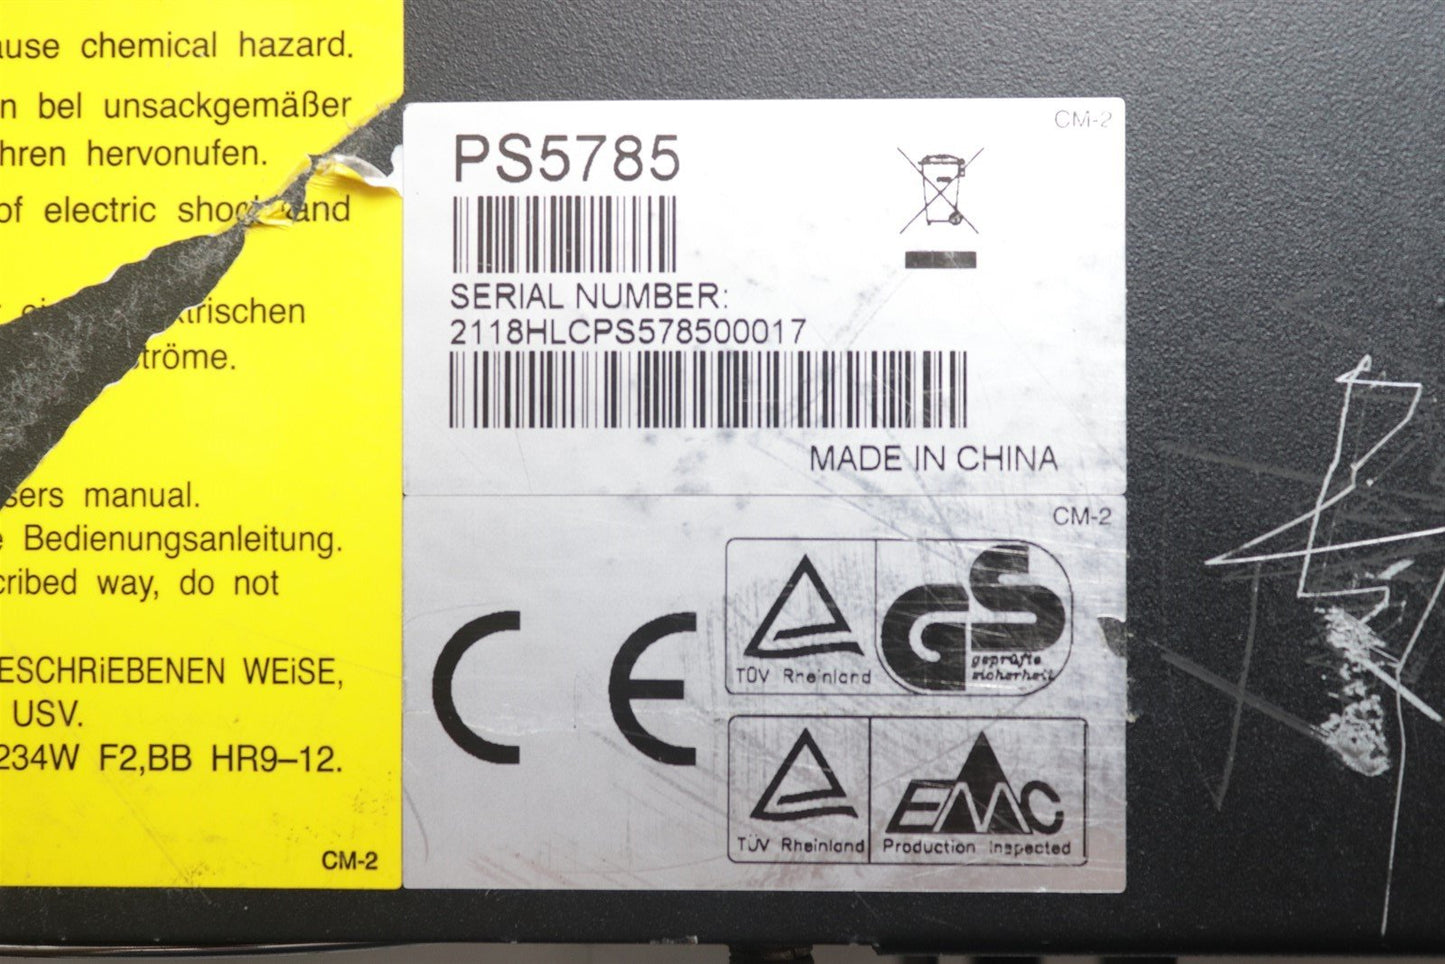 ause chemical hazard.
n bel unsackgemäßer
hren hervonufen.
of electric shock and
ktrischen
ströme.
sers manual.
e Bedienungsanleitung.
cribed way, do not
ESCHRiEBENEN WEiSE,
USV.
234W F2,BB HR9–12.
CM-2
CM-2
PS5785
SERIAL NUMBER:
2118HLCPS578500017
MADE IN CHINA
CM-2
CE
TÜV Rheinland
GS
geprüfte
sicherheit
TÜV Rheinland
EMC
Production Inspected